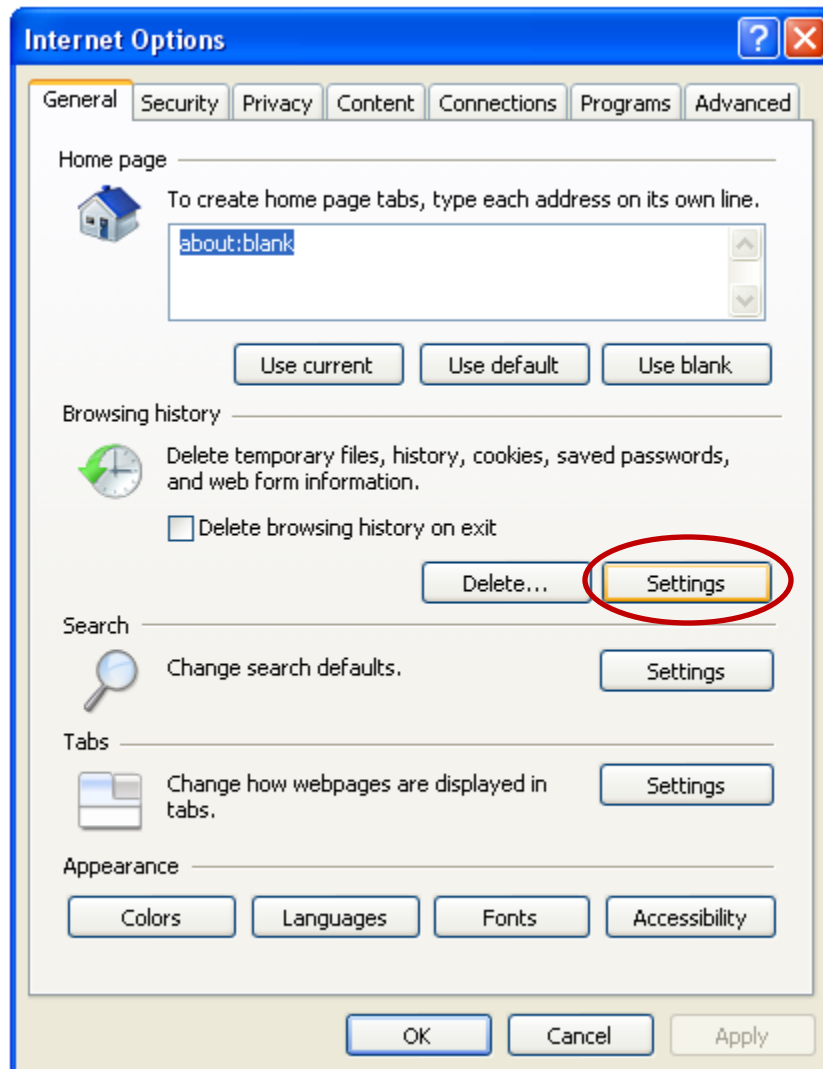 Internet Options
General Security Privacy Content Connections Programs Advanced
Home page
To create home page tabs, type each address on its own line.
about:blank
Use current Use default Use blank
Browsing history
Delete temporary files, history, cookies, saved passwords,
and web form information.
Delete browsing history on exit
Delete... Settings
Search
Change search defaults. Settings
Tabs
Change how webpages are displayed in Settings
tabs.
Appearance
Colors Languages Fonts Accessibility
OK Cancel Apply